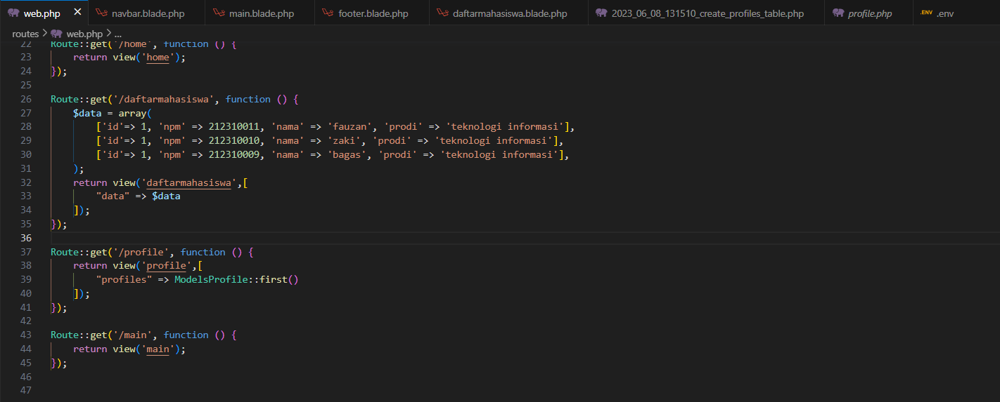 web.php × navbar.blade.php main.blade.php footer.blade.php daftarmahasiswa.blade.php 2023_06_08_131510_create_profiles_table.php profile.php .ENV .env
routes > web.php > ...
22 Route::get('/home', function () {
23 return view('home');
24 });
25
26 Route::get('/daftarmahasiswa', function () {
27 $data = array(
28 ['id'=> 1, 'npm' => 212310011, 'nama' => 'fauzan', 'prodi' => 'teknologi informasi'],
29 ['id'=> 1, 'npm' => 212310010, 'nama' => 'zaki', 'prodi' => 'teknologi informasi'],
30 ['id'=> 1, 'npm' => 212310009, 'nama' => 'bagas', 'prodi' => 'teknologi informasi'],
31 );
32 return view('daftarmahasiswa',[
33 "data" => $data
34 ]);
35 });
36
37 Route::get('/profile', function () {
38 return view('profile',[
39 "profiles" => ModelsProfile::first()
40 ]);
41 });
42
43 Route::get('/main', function () {
44 return view('main');
45 });
46
47